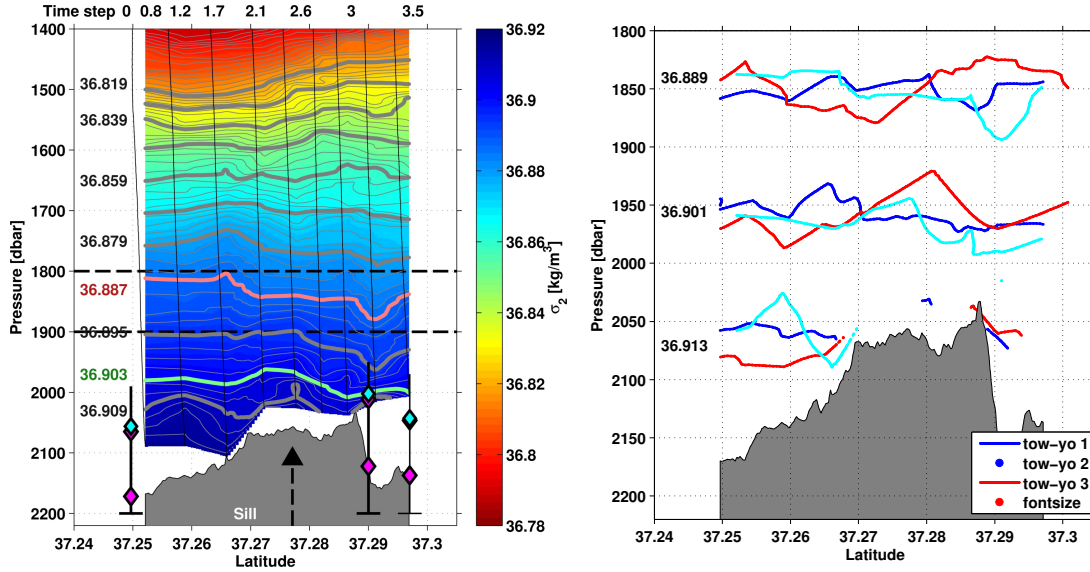 Time step 0 0.8 1.2 1.7 2.1 2.6 3 3.5
1400
1500
1600
1700
1800
1900
2000
2100
2200
Pressure [dbar]
36.819
36.839
36.859
36.879
36.887
36.895
36.903
36.909
Sill
37.25 37.26 37.27 37.28 37.29 37.3
37.24
Latitude
36.92
36.9
36.88
36.86
36.84
36.82
36.8
36.78
σ2 [kg/m3]
1800
1850
1900
1950
2000
2050
2100
2150
2200
Pressure [dbar]
36.889
36.901
36.913
tow-yo 1
tow-yo 2
tow-yo 3
fontsize
37.24 37.25 37.26 37.27 37.28 37.29 37.3
Latitude